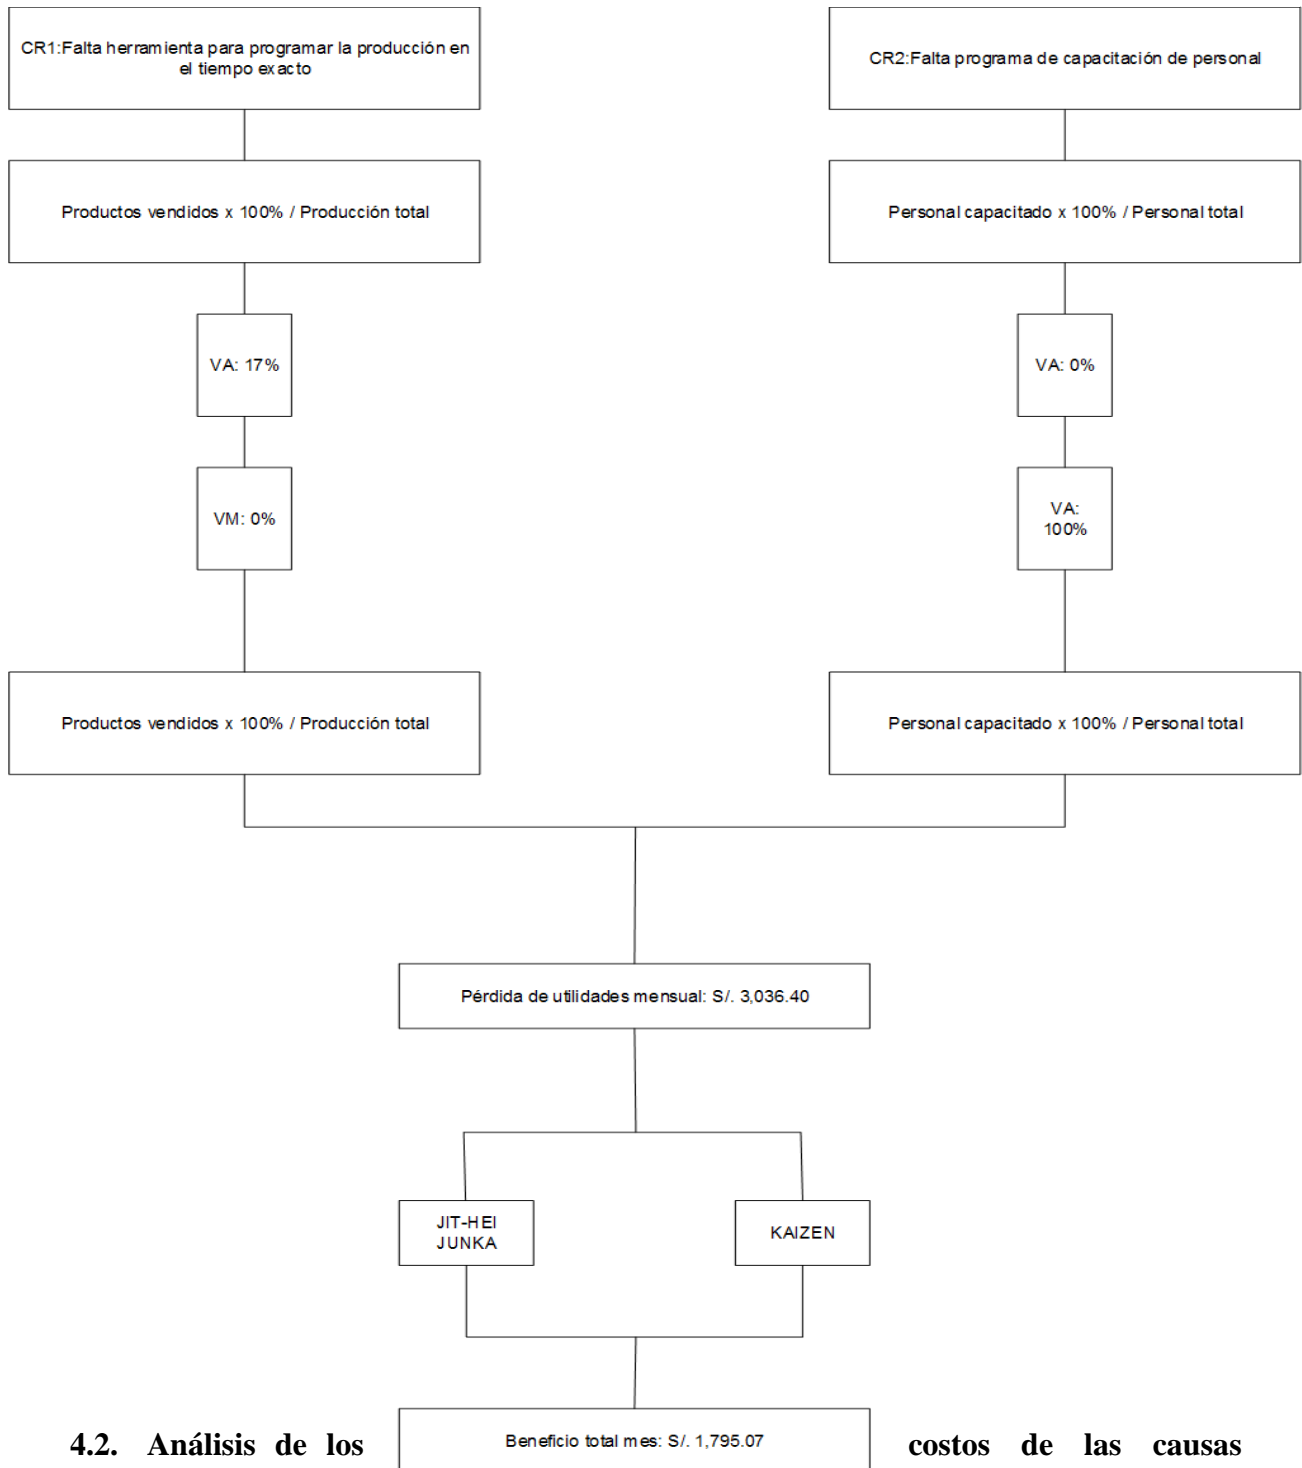 CR1:Falta herramienta para programar la producción en
el tiempo exacto
CR2:Falta programa de capacitación de personal
Productos vendidos x 100% / Producción total
Personal capacitado x 100% / Personal total
VA: 17%
VA: 0%
VM: 0%
VA:
100%
Productos vendidos x 100% / Producción total
Personal capacitado x 100% / Personal total
Pérdida de utilidades mensual: S/. 3,036.40
JIT-HEI
JUNKA
KAIZEN
Beneficio total mes: S/. 1,795.07
4.2. Análisis de los costos de las causas